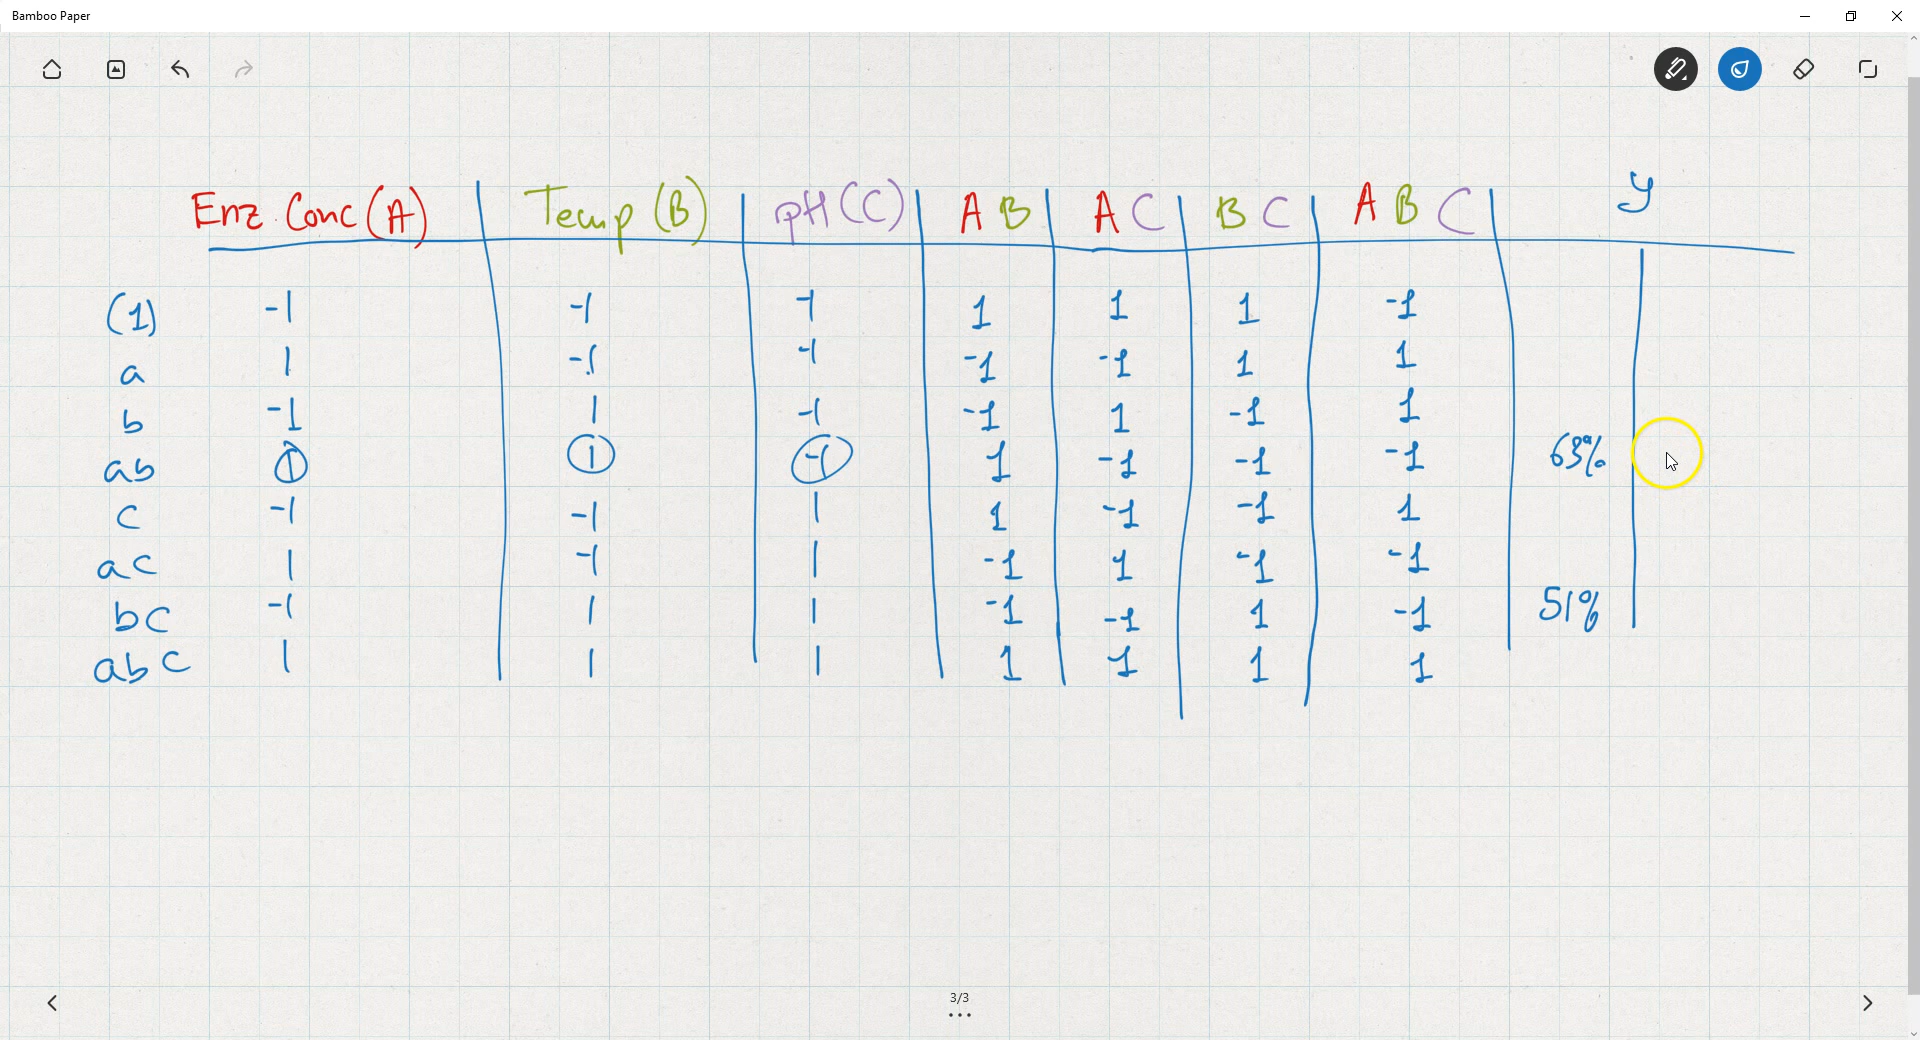 Bamboo Paper
Enz Conc (A) Temp (B) pH (C) A B A C B C A B C y
(1) -1 -1 -1 1 1 1 -1
a 1 -1 -1 -1 -1 1 1
b -1 1 -1 -1 1 -1 1
ab 1 1 -1 1 -1 -1 -1 63%
c -1 -1 1 1 -1 -1 1
ac 1 -1 1 -1 1 -1 -1
bc -1 1 1 -1 -1 1 -1 51%
abc 1 1 1 1 1 1 1
3/3